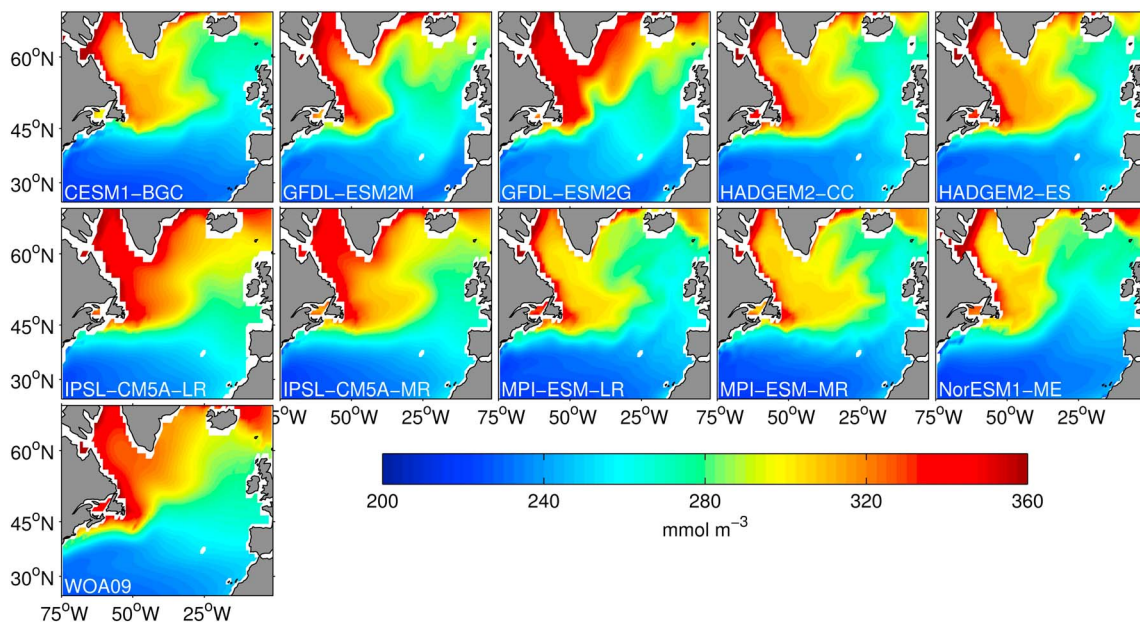 60°N
45°N
30°N
CESM1-BGC
GFDL-ESM2M
GFDL-ESM2G
HADGEM2-CC
HADGEM2-ES
60°N
45°N
30°N
IPSL-CM5A-LR
IPSL-CM5A-MR
MPI-ESM-LR
MPI-ESM-MR
NorESM1-ME
75°W 50°W 25°W 75°W 50°W 25°W 75°W 50°W 25°W 75°W 50°W 25°W
60°N
45°N
30°N
WOA09
75°W 50°W 25°W
200 240 280 320 360
mmol m⁻³